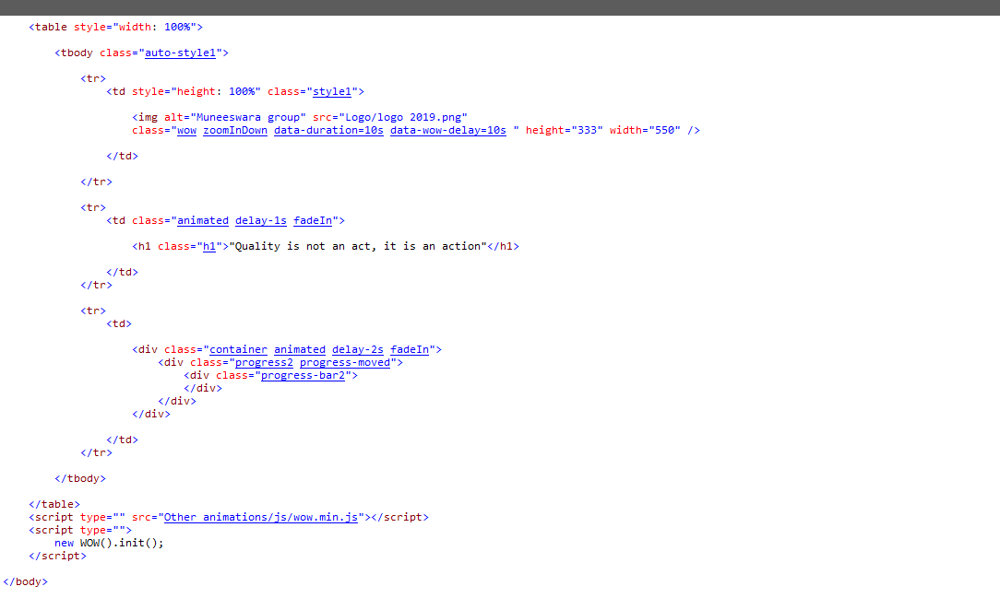 <table style="width: 100%">
<tbody class="auto-style1">
<tr>
<td style="height: 100%" class="style1">
<img alt="Muneeswara group" src="Logo/logo 2019.png"
class="wow zoomInDown data-duration=10s data-wow-delay=10s " height="333" width="550" />
</td>
</tr>
<tr>
<td class="animated delay-1s fadeIn">
<h1 class="h1">"Quality is not an act, it is an action"</h1>
</td>
</tr>
<tr>
<td>
<div class="container animated delay-2s fadeIn">
<div class="progress2 progress-moved">
<div class="progress-bar2">
</div>
</div>
</div>
</td>
</tr>
</tbody>
</table>
<script type="" src="Other animations/js/wow.min.js"></script>
<script type="">
new WOW().init();
</script>
</body>